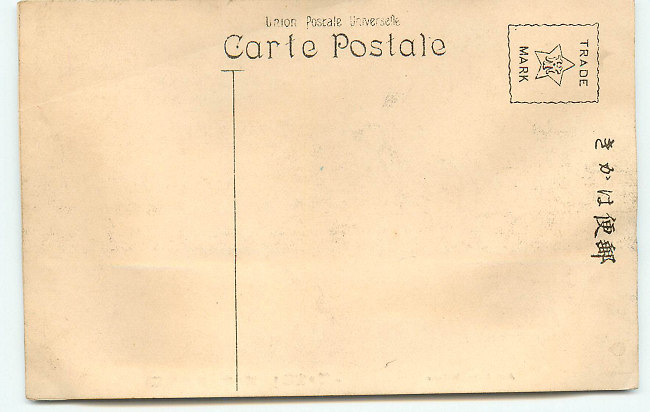 Union Postale Universelle
Carte Postale
TRADE
MARK
郵便はかき